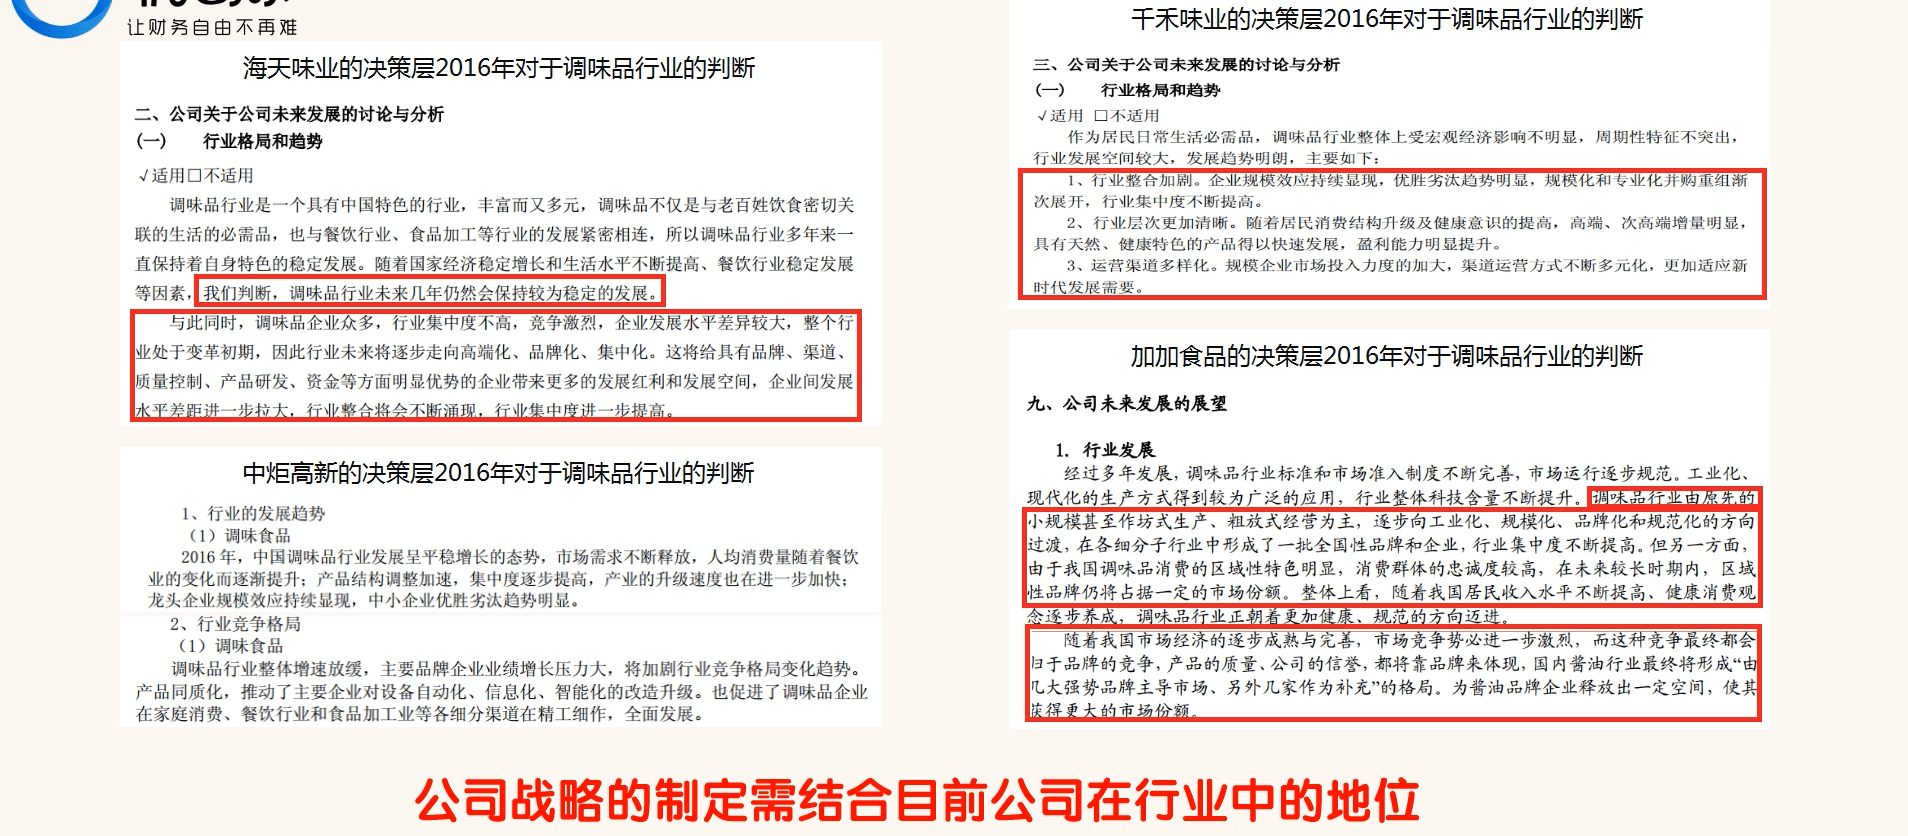 让财务自由不再难
海天味业的决策层2016年对于调味品行业的判断
二、公司关于公司未来发展的讨论与分析
(一) 行业格局和趋势
√适用□不适用
调味品行业是一个具有中国特色的行业，丰富而又多元，调味品不仅是与老百姓饮食密切关
联的生活的必需品，也与餐饮行业、食品加工等行业的发展紧密相连，所以调味品行业多年来一
直保持着自身特色的稳定发展。随着国家经济稳定增长和生活水平不断提高、餐饮行业稳定发展
等因素，我们判断，调味品行业未来几年仍然会保持较为稳定的发展。
与此同时，调味品企业众多，行业集中度不高，竞争激烈，企业发展水平差异较大，整个行
业处于变革初期，因此行业未来将逐步走向高端化、品牌化、集中化。这将给具有品牌、渠道、
质量控制、产品研发、资金等方面明显优势的企业带来更多的发展红利和发展空间，企业间发展
水平差距进一步拉大，行业整合将会不断涌现，行业集中度进一步提高。
中炬高新的决策层2016年对于调味品行业的判断
1、行业的发展趋势
（1）调味食品
2016 年，中国调味品行业发展呈平稳增长的态势，市场需求不断释放，人均消费量随着餐饮
业的变化而逐渐提升；产品结构调整加速，集中度逐步提高，产业的升级速度也在进一步加快；
龙头企业规模效应持续显现，中小企业优胜劣汰趋势明显。
2、行业竞争格局
（1）调味食品
调味品行业整体增速放缓，主要品牌企业业绩增长压力大，将加剧行业竞争格局变化趋势。
产品同质化，推动了主要企业对设备自动化、信息化、智能化的改造升级。也促进了调味品企业
在家庭消费、餐饮行业和食品加工业等各细分渠道在精工细作，全面发展。
千禾味业的决策层2016年对于调味品行业的判断
三、公司关于公司未来发展的讨论与分析
(一) 行业格局和趋势
√适用 □不适用
作为居民日常生活必需品，调味品行业整体上受宏观经济影响不明显，周期性特征不突出，
行业发展空间较大，发展趋势明朗，主要如下：
1、行业整合加剧。企业规模效应持续显现，优胜劣汰趋势明显，规模化和专业化并购重组渐
次展开，行业集中度不断提高。
2、行业层次更加清晰。随着居民消费结构升级及健康意识的提高，高端、次高端增量明显，
具有天然、健康特色的产品得以快速发展，盈利能力明显提升。
3、运营渠道多样化。规模企业市场投入力度的加大，渠道运营方式不断多元化，更加适应新
时代发展需要。
加加食品的决策层2016年对于调味品行业的判断
九、公司未来发展的展望
1. 行业发展
经过多年发展，调味品行业标准和市场准入制度不断完善，市场运行逐步规范。工业化、
现代化的生产方式得到较为广泛的应用，行业整体科技含量不断提升。调味品行业由原先的
小规模甚至作坊式生产、粗放式经营为主，逐步向工业化、规模化、品牌化和规范化的方向
过渡，在各细分子行业中形成了一批全国性品牌和企业，行业集中度不断提高。但另一方面，
由于我国调味品消费的区域性特色明显，消费群体的忠诚度较高，在未来较长时期内，区域
性品牌仍将占据一定的市场份额。整体上看，随着我国居民收入水平不断提高、健康消费观
念逐步养成，调味品行业正朝着更加健康、规范的方向迈进。
随着我国市场经济的逐步成熟与完善，市场竞争势必进一步激烈，而这种竞争最终都会
归于品牌的竞争，产品的质量、公司的信誉，都将靠品牌来体现，国内酱油行业最终将形成“由
几大强势品牌主导市场、另外几家作为补充”的格局。为酱油品牌企业释放出一定空间，使其
获得更大的市场份额。
公司战略的制定需结合目前公司在行业中的地位